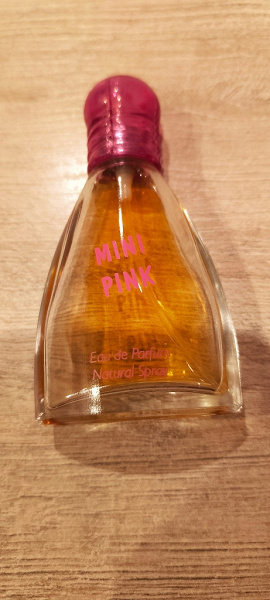 MINI
PINK
Eau de Parfum
Natural Spray